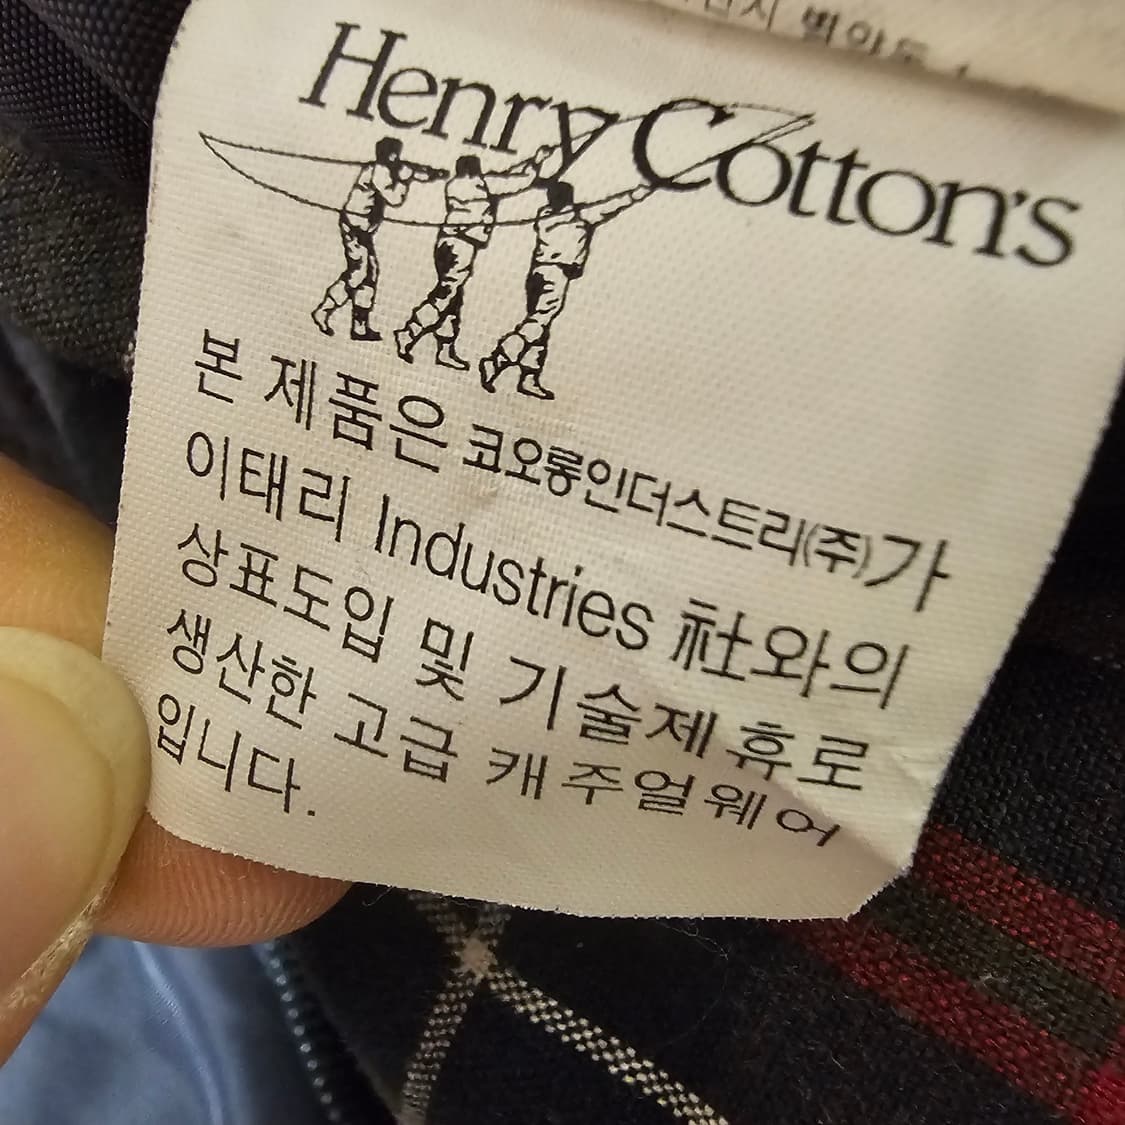 Henry Cotton's
본 제품은 코오롱인더스트리(주)가
이태리 Industries 社와의
상표도입 및 기술제휴로
생산한 고급 캐주얼웨어
입니다.